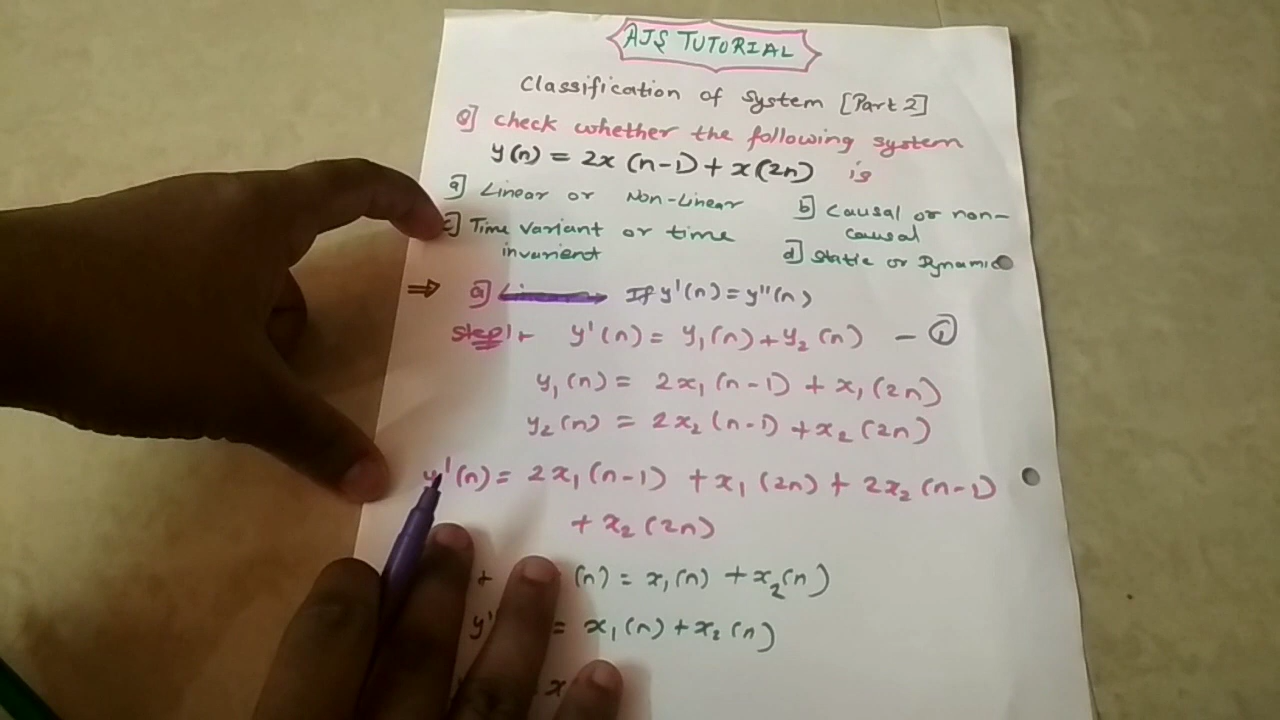 AJS TUTORIAL
Classification of System [Part 2]
Q] check whether the following system
y(n) = 2x(n-1) + x(2n) is
a] Linear or Non-Linear b] Causal or non-causal
c] Time variant or time invarient d] Static or Dynamic
⇒ a] If y'(n) = y''(n)
Step 1:- y'(n) = y₁(n) + y₂(n) — ①
y₁(n) = 2x₁(n-1) + x₁(2n)
y₂(n) = 2x₂(n-1) + x₂(2n)
y'(n) = 2x₁(n-1) + x₁(2n) + 2x₂(n-1)
+ x₂(2n)
(n) = x₁(n) + x₂(n)
= x₁(n) + x₂(n)
x